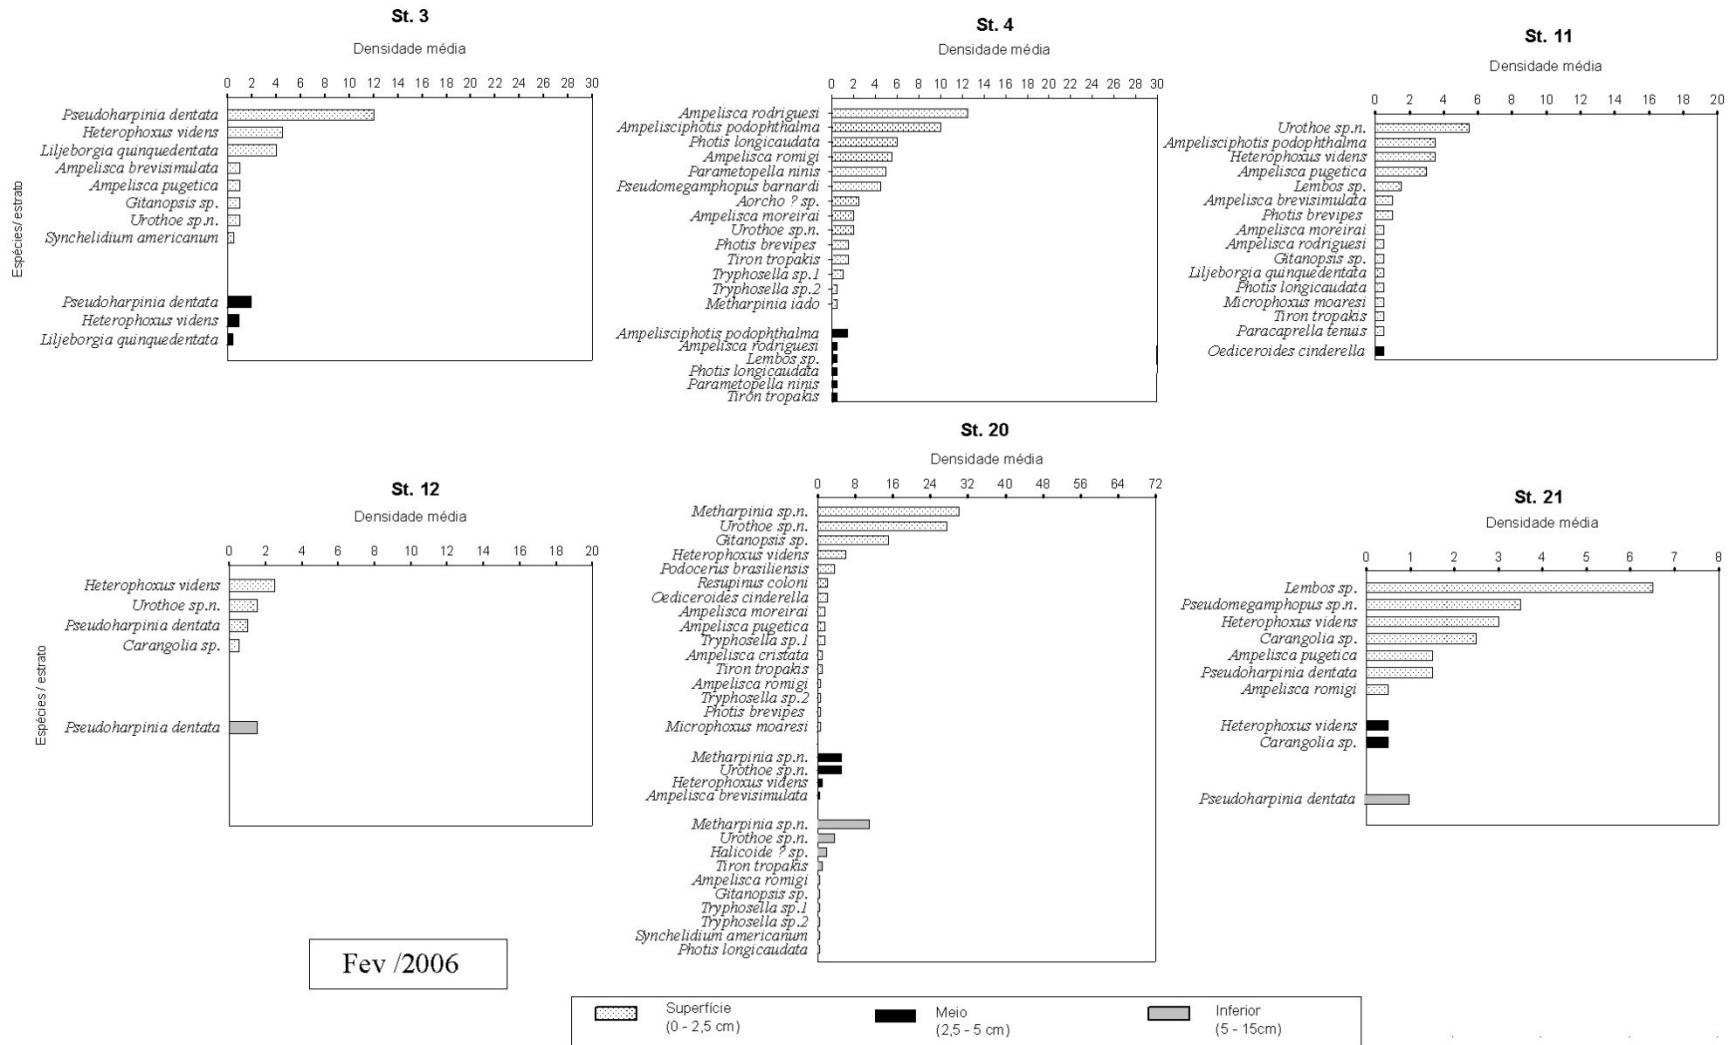 St. 3
Densidade média
0 2 4 6 8 10 12 14 16 18 20 22 24 26 28 30
Espécies/ estrato
Pseudoharpinia dentata
Heterophoxus videns
Liljeborgia quinquedentata
Ampelisca brevisimulata
Ampelisca pugetica
Gitanopsis sp.
Urothoe sp.n.
Synchelidium americanum
Pseudoharpinia dentata
Heterophoxus videns
Liljeborgia quinquedentata
St. 4
Densidade média
0 2 4 6 8 10 12 14 16 18 20 22 24 26 28 30
Ampelisca rodriguesi
Ampelisciphotis podophthalma
Photis longicaudata
Ampelisca romigi
Parametopella ninis
Pseudomegamphopus barnardi
Aorcho ? sp.
Ampelisca moreirai
Urothoe sp.n.
Photis brevipes
Tiron tropakis
Tryphosella sp.1
Tryphosella sp.2
Metharpinia iado
Ampelisciphotis podophthalma
Ampelisca rodriguesi
Lembos sp.
Photis longicaudata
Parametopella ninis
Tiron tropakis
St. 11
Densidade média
0 2 4 6 8 10 12 14 16 18 20
Urothoe sp.n.
Ampelisciphotis podophthalma
Heterophoxus videns
Ampelisca pugetica
Lembos sp.
Ampelisca brevisimulata
Photis brevipes
Ampelisca moreirai
Ampelisca rodriguesi
Gitanopsis sp.
Liljeborgia quinquedentata
Photis longicaudata
Microphoxus moaresi
Tiron tropakis
Paracaprella tenuis
Oediceroides cinderella
St. 12
Densidade média
0 2 4 6 8 10 12 14 16 18 20
Espécies / estrato
Heterophoxus videns
Urothoe sp.n.
Pseudoharpinia dentata
Carangolia sp.
Pseudoharpinia dentata
St. 20
Densidade média
0 8 16 24 32 40 48 56 64 72
Metharpinia sp.n.
Urothoe sp.n.
Gitanopsis sp.
Heterophoxus videns
Podocerus brasiliensis
Resupinus coloni
Oediceroides cinderella
Ampelisca moreirai
Ampelisca pugetica
Tryphosella sp.1
Ampelisca cristata
Tiron tropakis
Ampelisca romigi
Tryphosella sp.2
Photis brevipes
Microphoxus moaresi
Metharpinia sp.n.
Urothoe sp.n.
Heterophoxus videns
Ampelisca brevisimulata
Metharpinia sp.n.
Urothoe sp.n.
Halicoide ? sp.
Tiron tropakis
Ampelisca romigi
Gitanopsis sp.
Tryphosella sp.1
Tryphosella sp.2
Synchelidium americanum
Photis longicaudata
St. 21
Densidade média
0 1 2 3 4 5 6 7 8
Lembos sp.
Pseudomegamphopus sp.n.
Heterophoxus videns
Carangolia sp.
Ampelisca pugetica
Pseudoharpinia dentata
Ampelisca romigi
Heterophoxus videns
Carangolia sp.
Pseudoharpinia dentata
Fev /2006
Superfície
(0 - 2,5 cm)
Meio
(2,5 - 5 cm)
Inferior
(5 - 15cm)